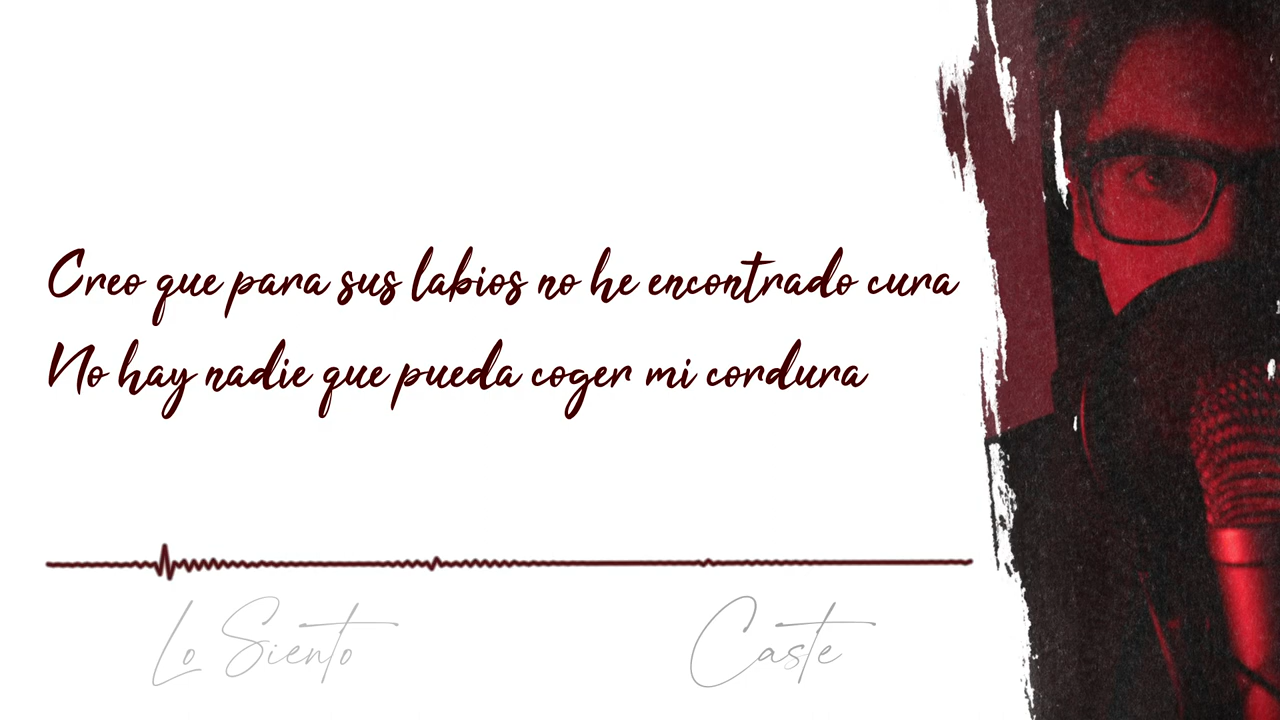 Creo que para sus labios no he encontrado cura
No hay nadie que pueda coger mi cordura
Lo Siento
Caste